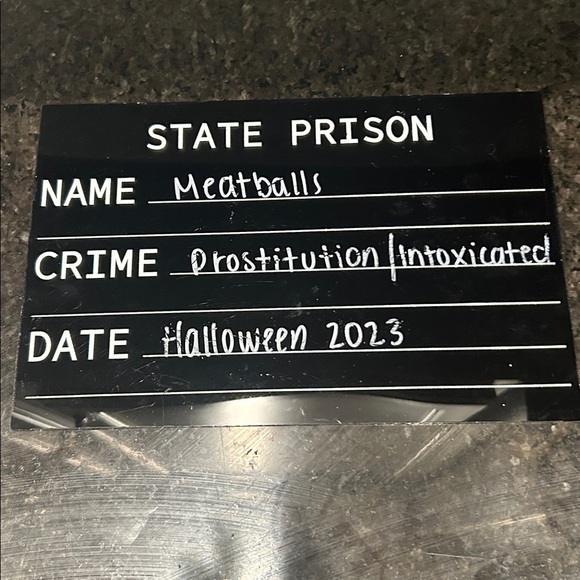 STATE PRISON
NAME Meatballs
CRIME Prostitution/Intoxicated
DATE Halloween 2023